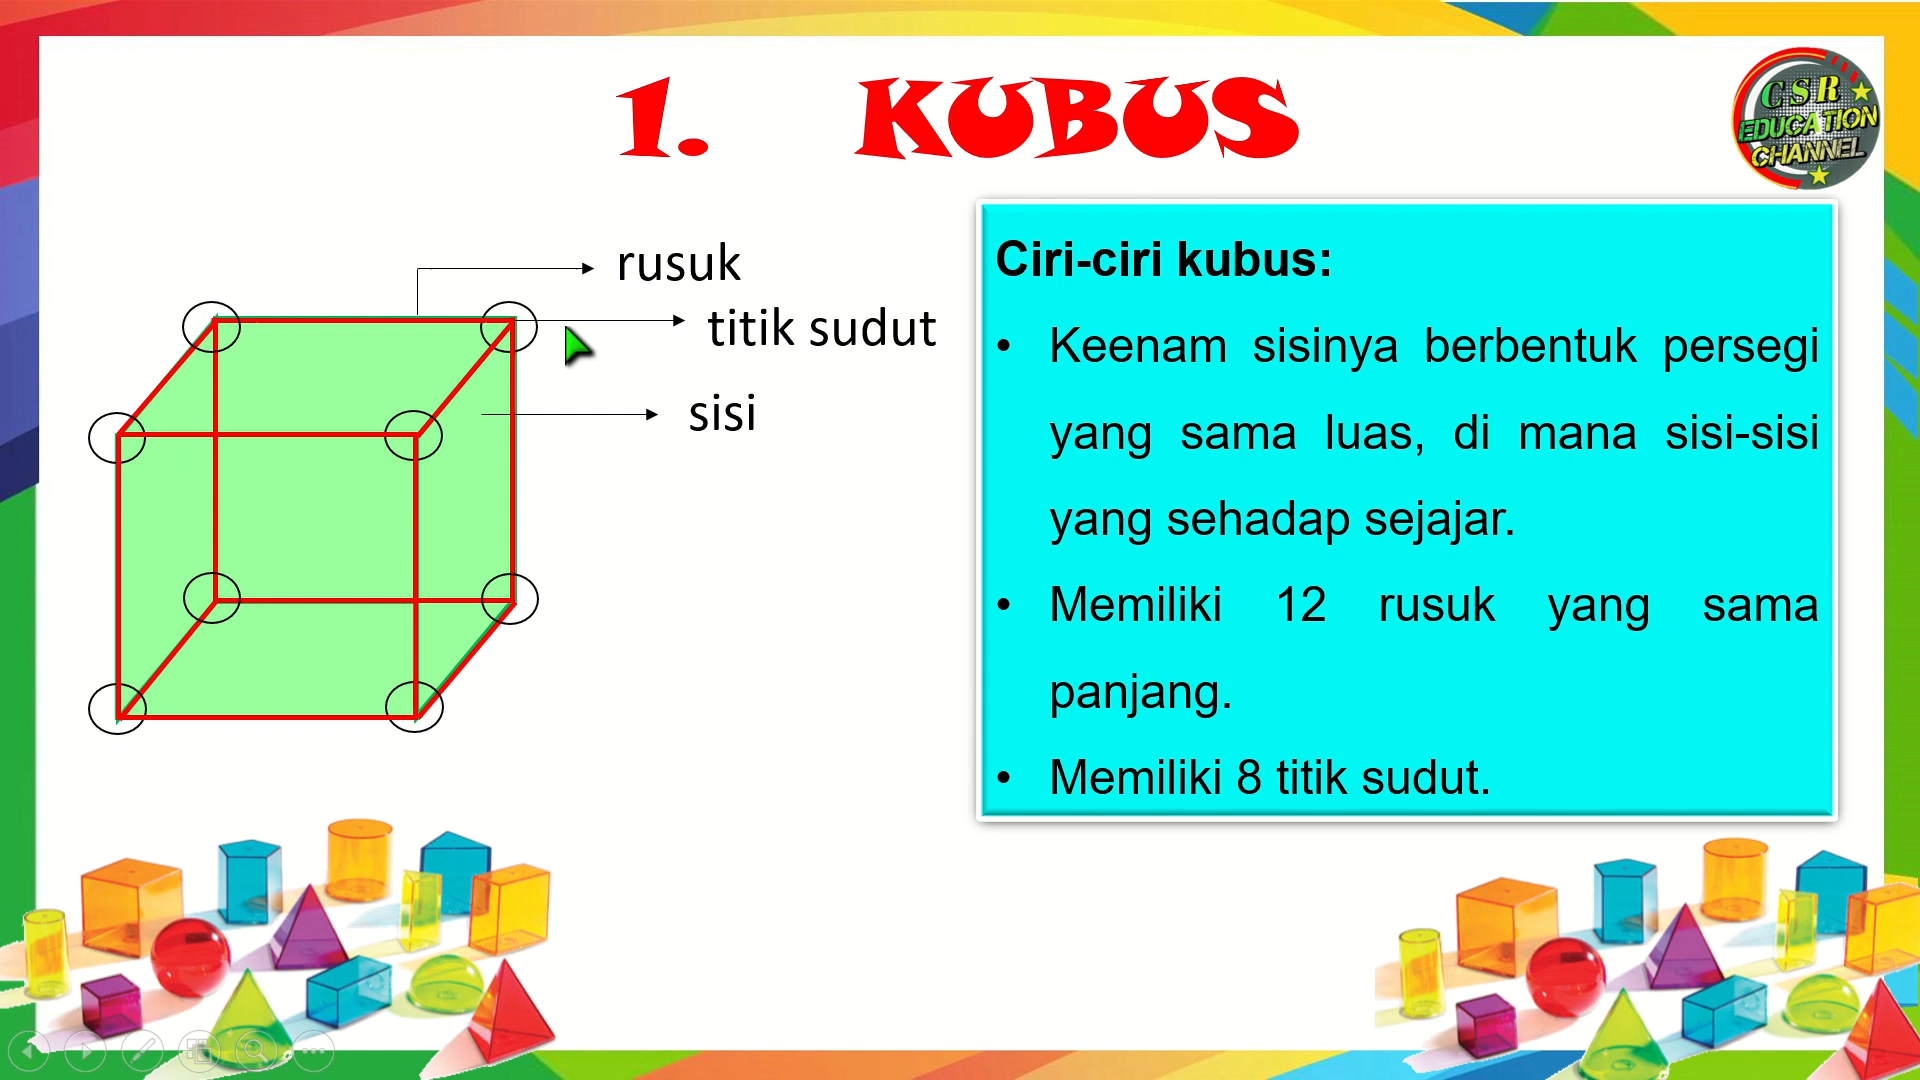 1. KUBUS
CSR
EDUCATION
CHANNEL
rusuk
titik sudut
sisi
Ciri-ciri kubus:
• Keenam sisinya berbentuk persegi
yang sama luas, di mana sisi-sisi
yang sehadap sejajar.
• Memiliki 12 rusuk yang sama
panjang.
• Memiliki 8 titik sudut.